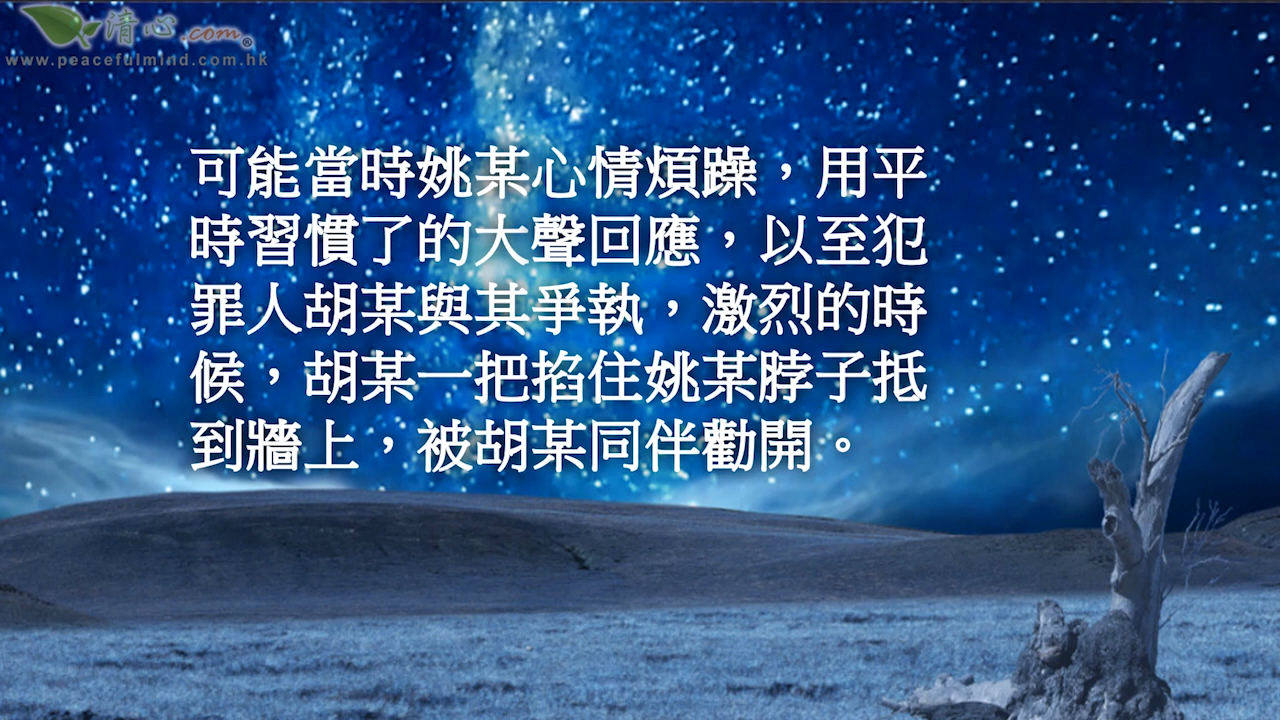 清心.com®
www.peacefulmind.com.hk
可能當時姚某心情煩躁，用平
時習慣了的大聲回應，以至犯
罪人胡某與其爭執，激烈的時
候，胡某一把掐住姚某脖子抵
到牆上，被胡某同伴勸開。